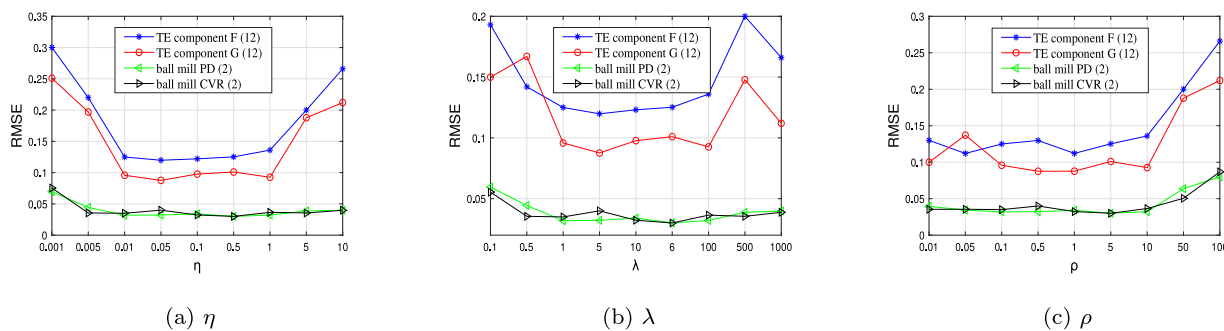 0.35
0.3
0.25
0.2
0.15
0.1
0.05
0
RMSE
TE component F (12)
TE component G (12)
ball mill PD (2)
ball mill CVR (2)
0.001 0.005 0.01 0.05 0.1 0.5 1 5 10
η
(a) η
0.2
0.15
0.1
0.05
RMSE
TE component F (12)
TE component G (12)
ball mill PD (2)
ball mill CVR (2)
0.1 0.5 1 5 10 6 100 500 1000
λ
(b) λ
0.3
0.25
0.2
0.15
0.1
0.05
0
RMSE
TE component F (12)
TE component G (12)
ball mill PD (2)
ball mill CVR (2)
0.01 0.05 0.1 0.5 1 5 10 50 100
ρ
(c) ρ